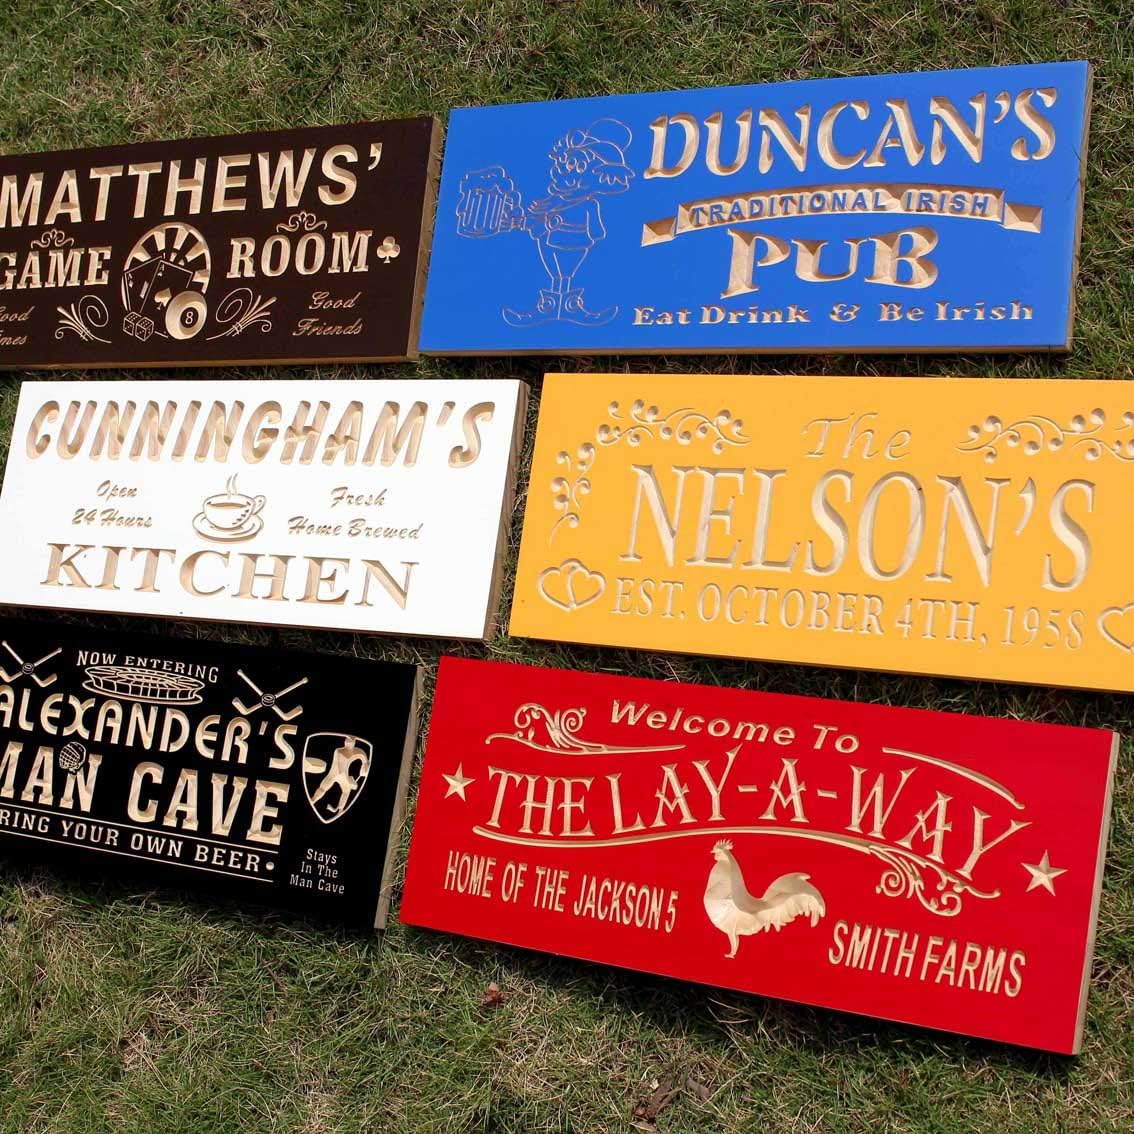 MATTHEWS'
GAME ROOM
8
Good
Friends
DUNCAN'S
TRADITIONAL IRISH
PUB
Eat Drink & Be Irish
CUNNINGHAM'S
Open
24 Hours
Fresh
Home Brewed
KITCHEN
The
NELSON'S
EST. OCTOBER 4TH, 1958
NOW ENTERING
ALEXANDER'S
MAN CAVE
YOUR OWN BEER
Stays
In The
Man Cave
Welcome To
THE LAY-A-WAY
HOME OF THE JACKSON 5
SMITH FARMS